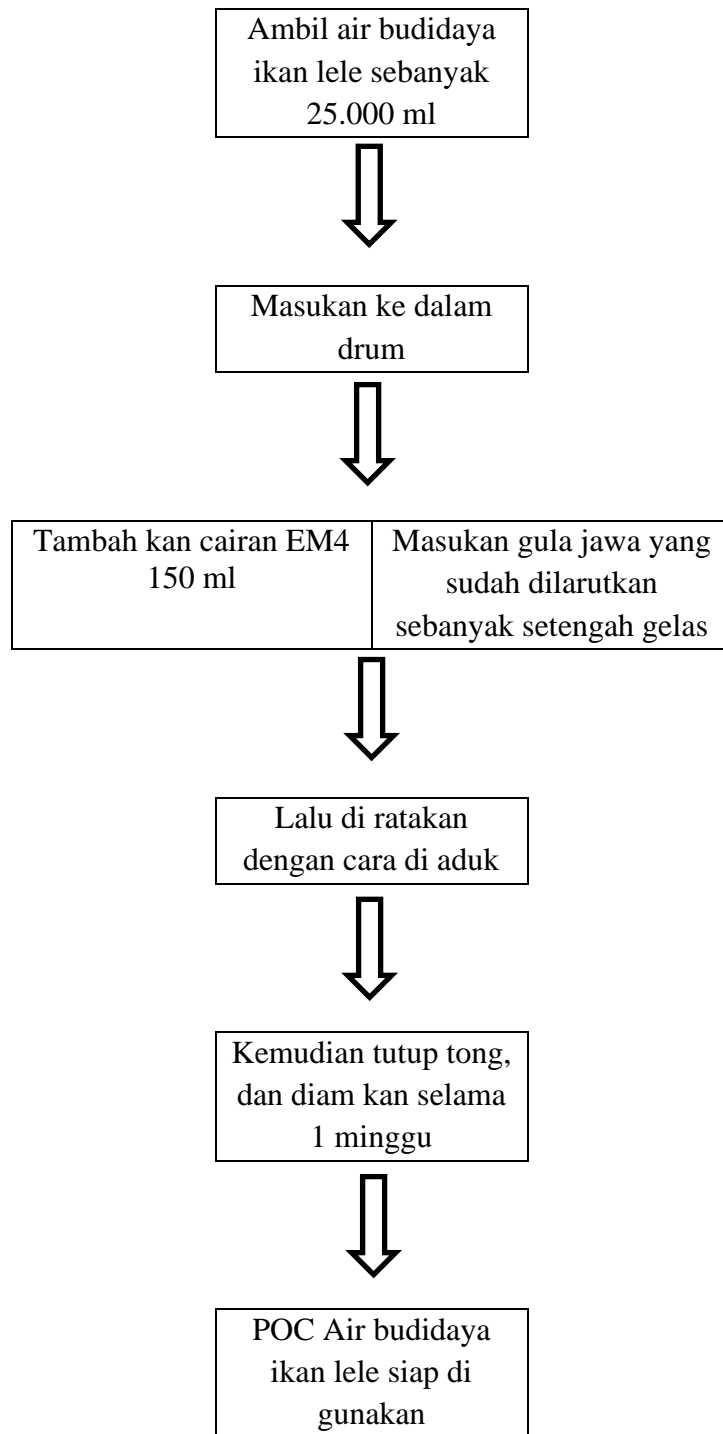 Ambil air budidaya
ikan lele sebanyak
25.000 ml
Masukan ke dalam
drum
Tambah kan cairan EM4
150 ml
Masukan gula jawa yang
sudah dilarutkan
sebanyak setengah gelas
Lalu di ratakan
dengan cara di aduk
Kemudian tutup tong,
dan diam kan selama
1 minggu
POC Air budidaya
ikan lele siap di
gunakan